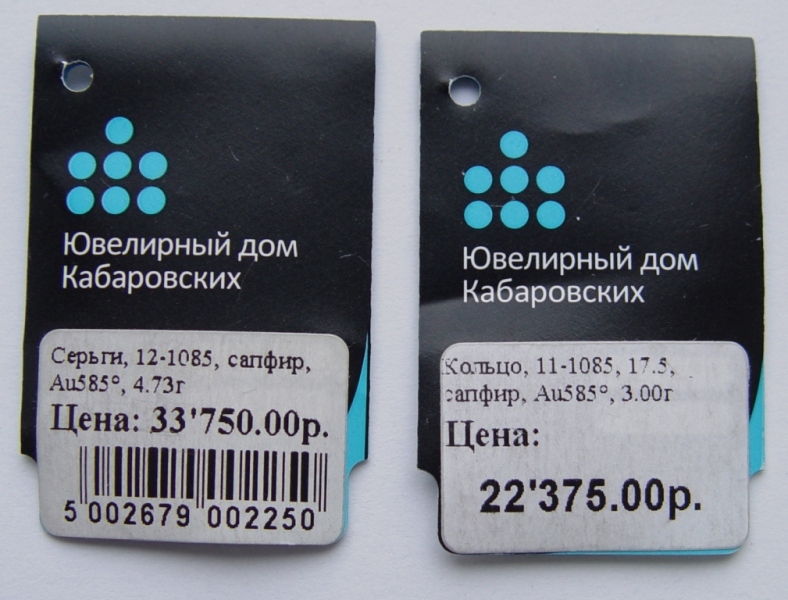 Ювелирный дом
Кабаровских
Серьги, 12-1085, сапфир,
Au585°, 4.73г
Цена: 33'750.00р.
5 002679 002250
Ювелирный дом
Кабаровских
Кольцо, 11-1085, 17.5,
сапфир, Au585°, 3.00г
Цена:
22'375.00р.